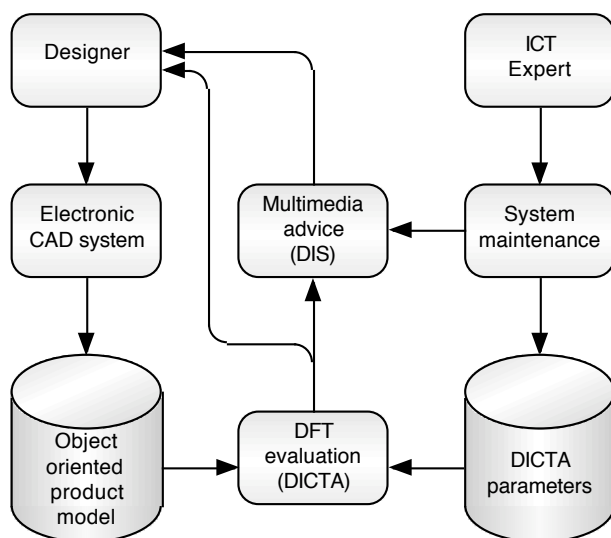 Designer
ICT
Expert
Electronic
CAD system
Multimedia
advice
(DIS)
System
maintenance
Object
oriented
product
model
DFT
evaluation
(DICTA)
DICTA
parameters